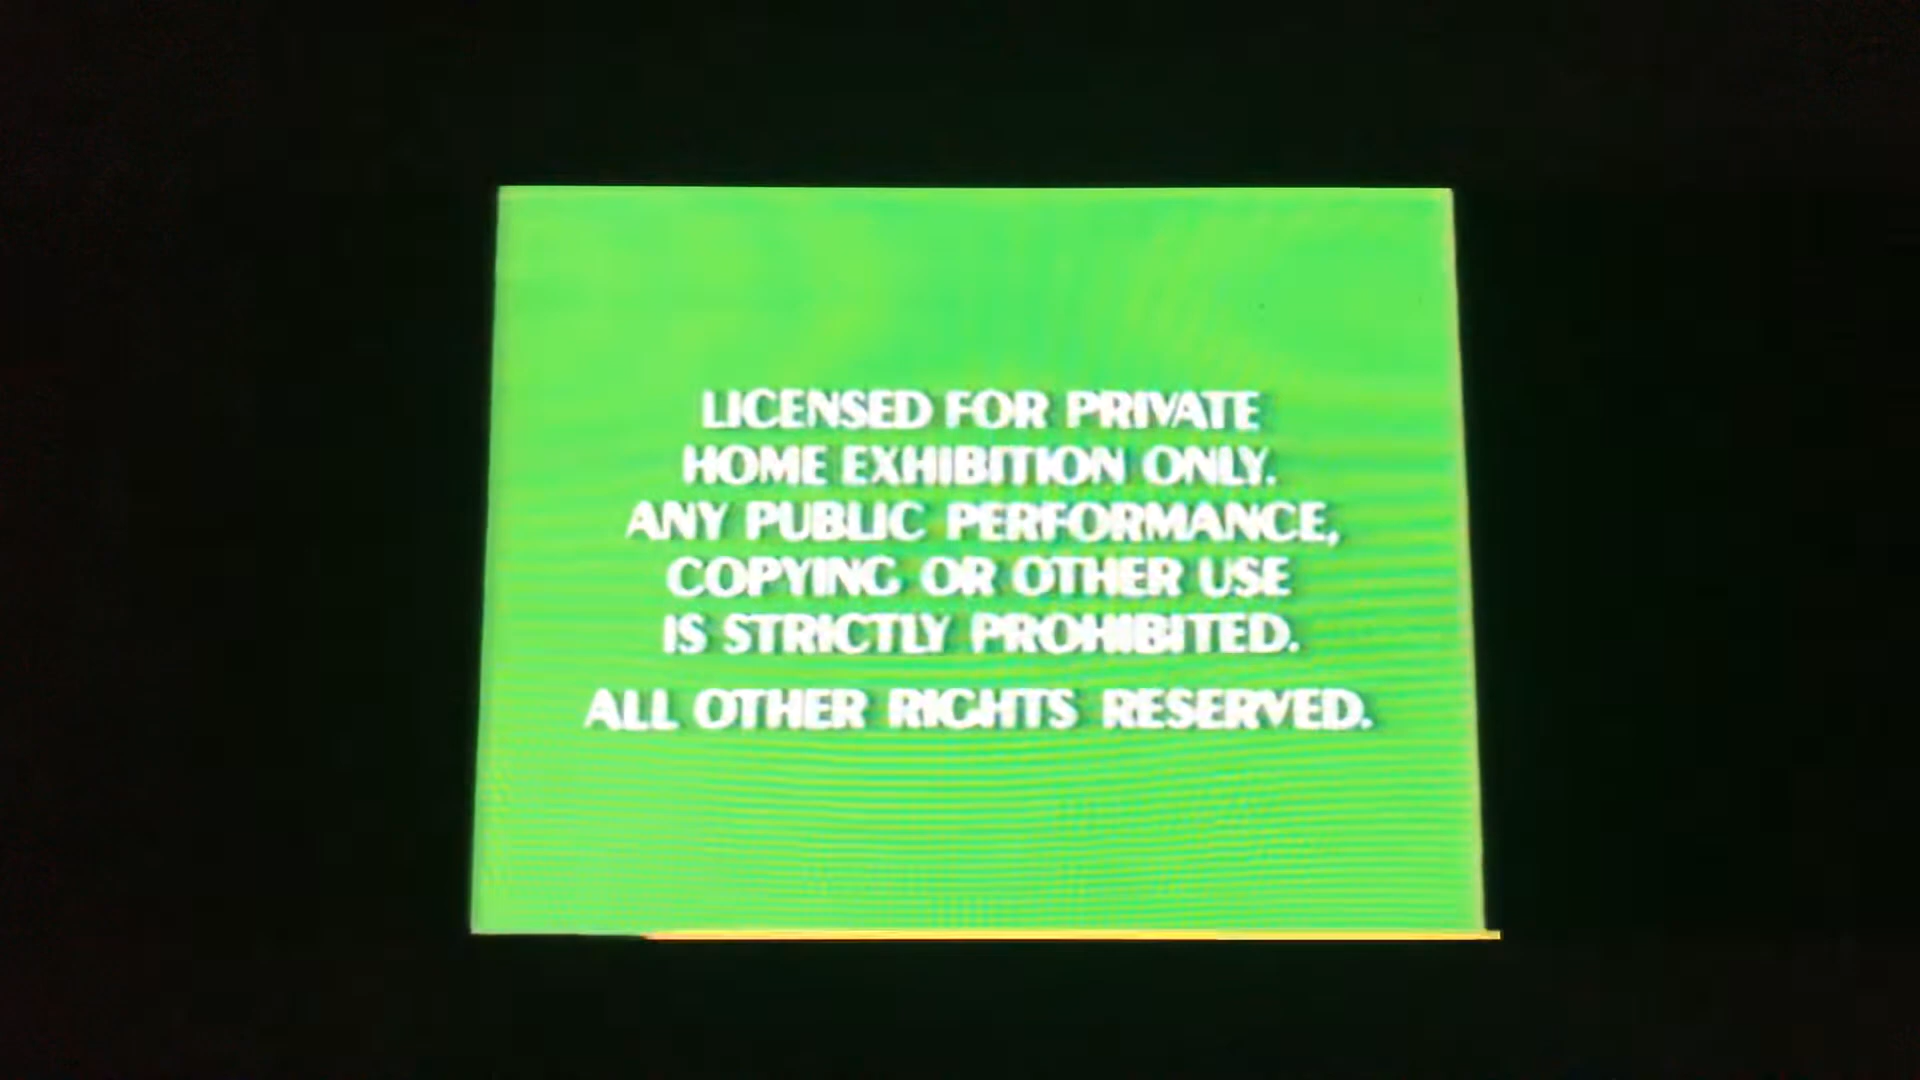 LICENSED FOR PRIVATE
HOME EXHIBITION ONLY.
ANY PUBLIC PERFORMANCE,
COPYING OR OTHER USE
IS STRICTLY PROHIBITED.
ALL OTHER RIGHTS RESERVED.